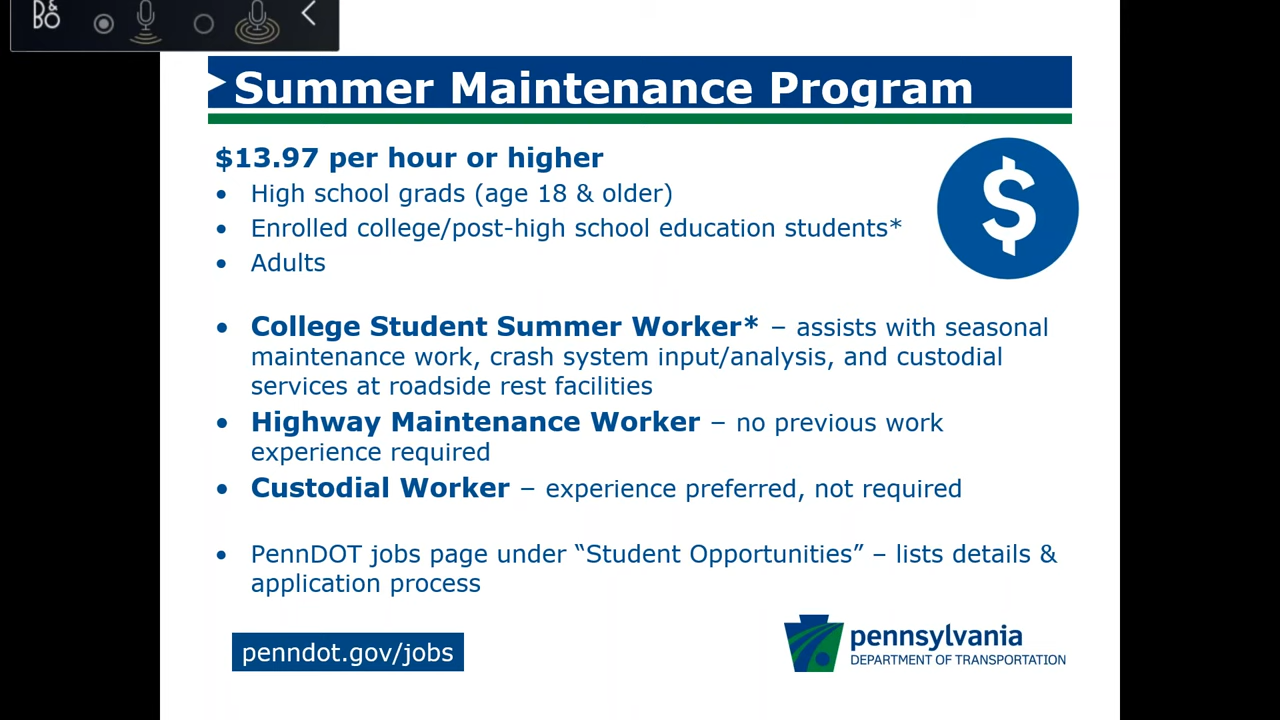 B&O
Summer Maintenance Program
$13.97 per hour or higher
• High school grads (age 18 & older)
• Enrolled college/post-high school education students*
• Adults
• College Student Summer Worker* – assists with seasonal
maintenance work, crash system input/analysis, and custodial
services at roadside rest facilities
• Highway Maintenance Worker – no previous work
experience required
• Custodial Worker – experience preferred, not required
• PennDOT jobs page under “Student Opportunities” – lists details &
application process
penndot.gov/jobs
pennsylvania
DEPARTMENT OF TRANSPORTATION